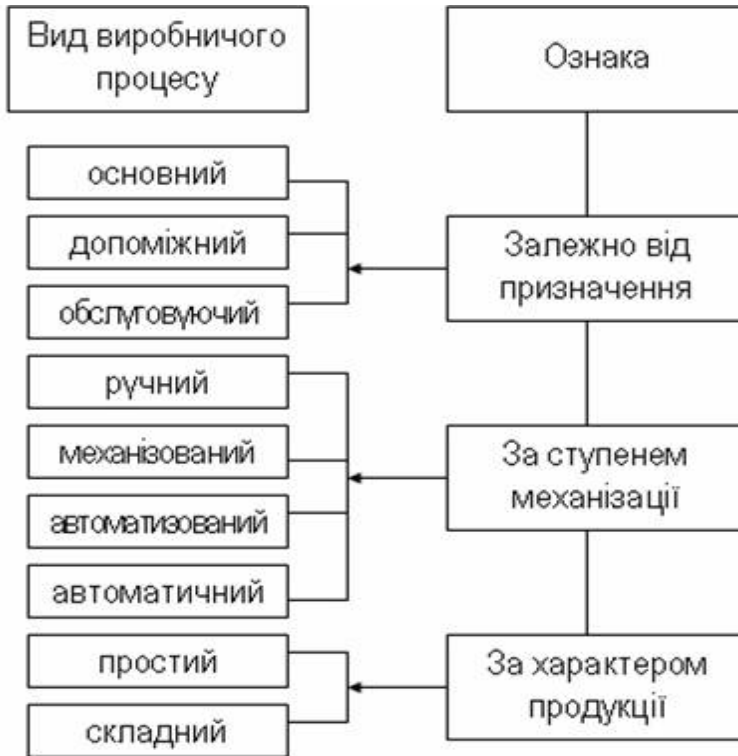 Вид виробничого
процесу
Ознака
основний
допоміжний
обслуговуючий
Залежно від
призначення
ручний
механізований
автоматизований
автоматичний
За ступенем
механізації
простий
складний
За характером
продукції